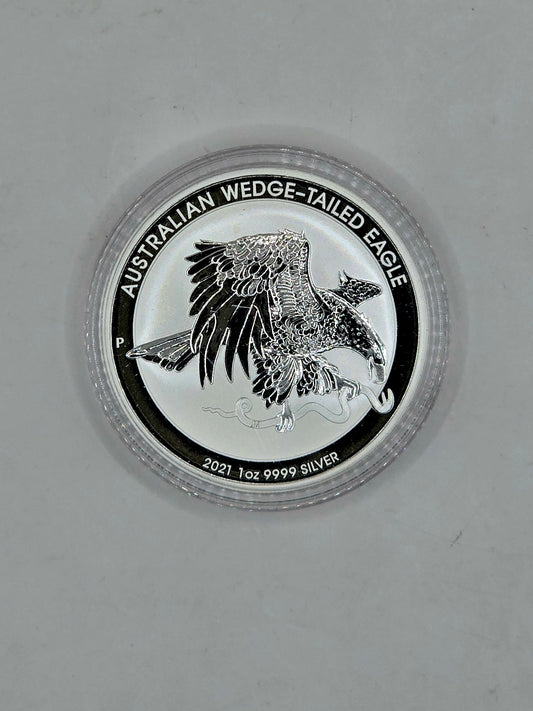 AUSTRALIAN WEDGE-TAILED EAGLE
P
2021 1oz 9999 SILVER